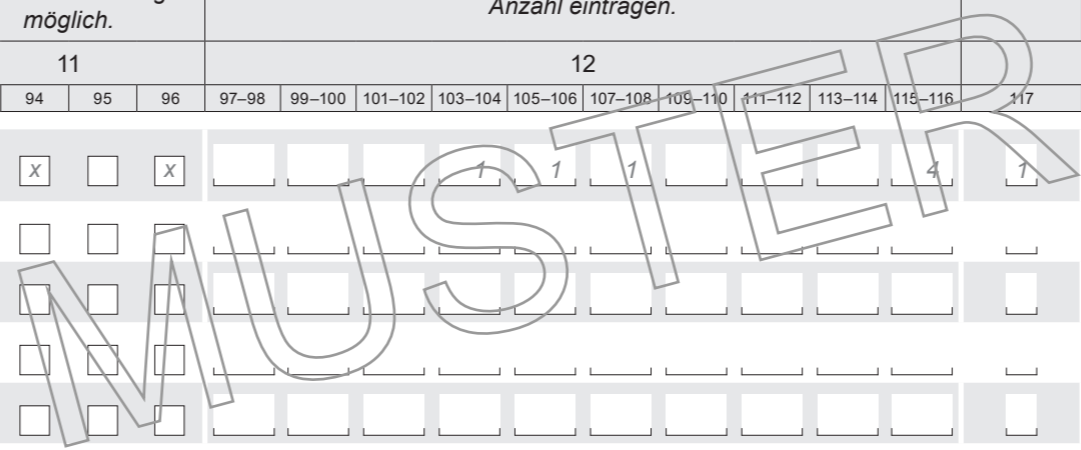 möglich.
Anzahl eintragen.
11 12
94 95 96 97–98 99–100 101–102 103–104 105–106 107–108 109–110 111–112 113–114 115–116 117
x x 1 1 1 4 1
MUSTER